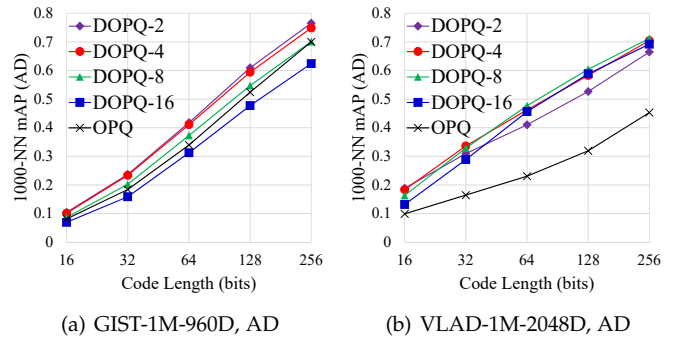 0.8
0.7
0.6
0.5
0.4
0.3
0.2
0.1
0
1000-NN mAP (AD)
DOPQ-2
DOPQ-4
DOPQ-8
DOPQ-16
OPQ
16 32 64 128 256
Code Length (bits)
(a) GIST-1M-960D, AD
0.8
0.7
0.6
0.5
0.4
0.3
0.2
0.1
0
1000-NN mAP (AD)
DOPQ-2
DOPQ-4
DOPQ-8
DOPQ-16
OPQ
16 32 64 128 256
Code Length (bits)
(b) VLAD-1M-2048D, AD